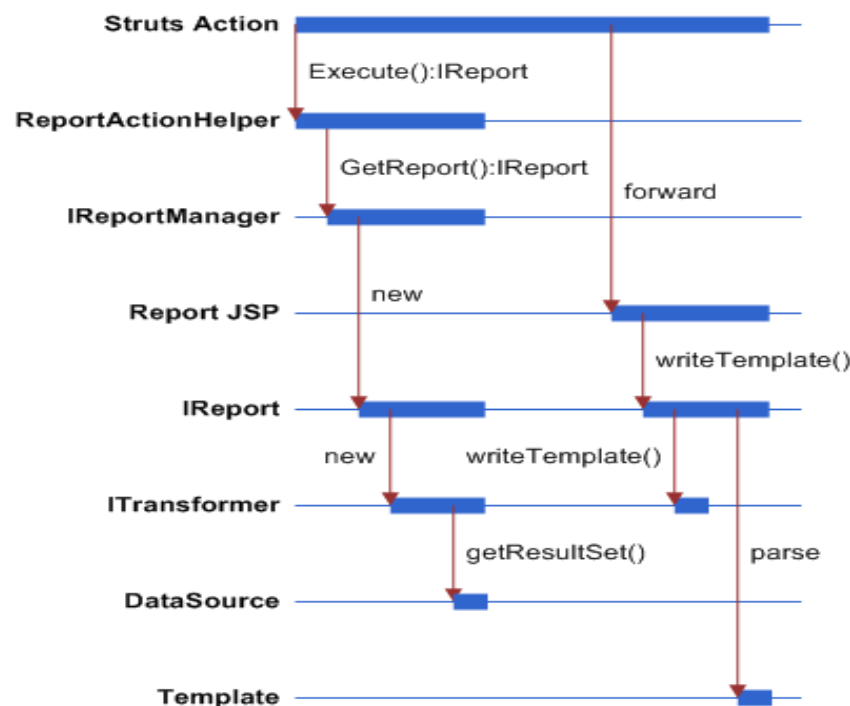 Struts Action
Execute():IReport
ReportActionHelper
GetReport():IReport
forward
IReportManager
new
Report JSP
writeTemplate()
IReport
new
writeTemplate()
ITransformer
getResultSet()
parse
DataSource
Template